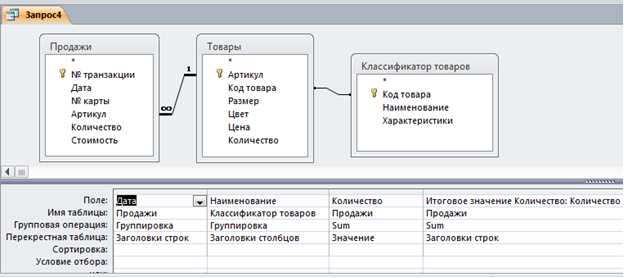 Запрос4
Продажи
*
№ транзакции
Дата
№ карты
Артикул
Количество
Стоимость
1
∞
Товары
*
Артикул
Код товара
Размер
Цвет
Цена
Количество
Классификатор товаров
*
Код товара
Наименование
Характеристики
Поле: Дата Наименование Количество Итоговое значение Количество: Количество
Имя таблицы: Продажи Классификатор товаров Продажи Продажи
Групповая операция: Группировка Группировка Sum Sum
Перекрестная таблица: Заголовки строк Заголовки столбцов Значение Заголовки строк
Сортировка:
Условие отбора: